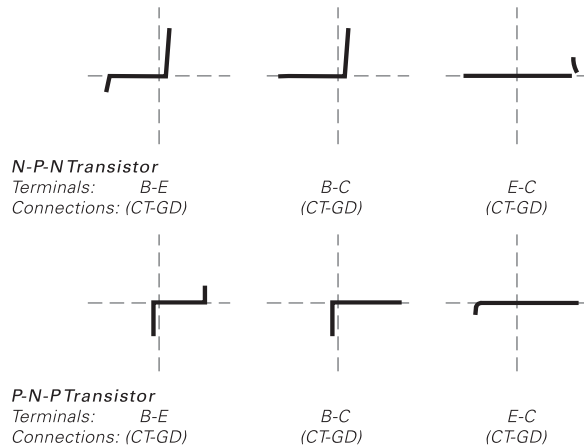 N-P-N Transistor
Terminals: B-E B-C E-C
Connections: (CT-GD) (CT-GD) (CT-GD)
P-N-P Transistor
Terminals: B-E B-C E-C
Connections: (CT-GD) (CT-GD) (CT-GD)